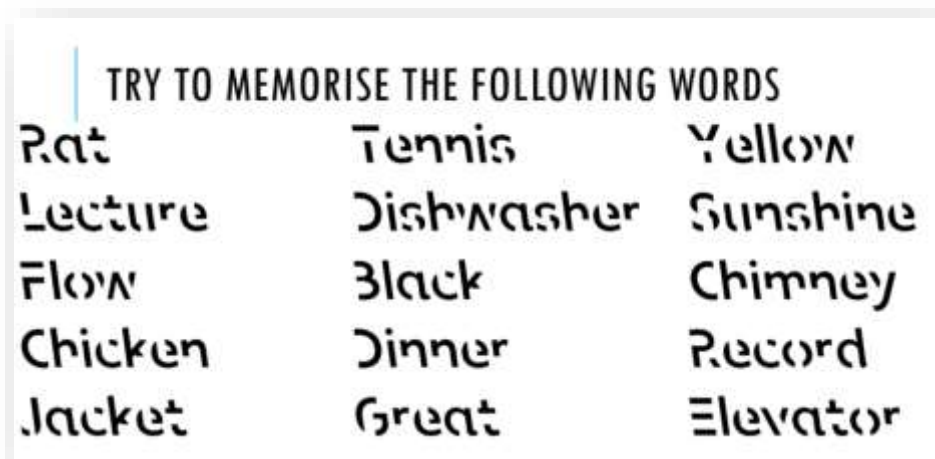 TRY TO MEMORISE THE FOLLOWING WORDS
Rat Tennis Yellow
Lecture Dishwasher Sunshine
Flow Black Chimney
Chicken Dinner Record
Jacket Great Elevator